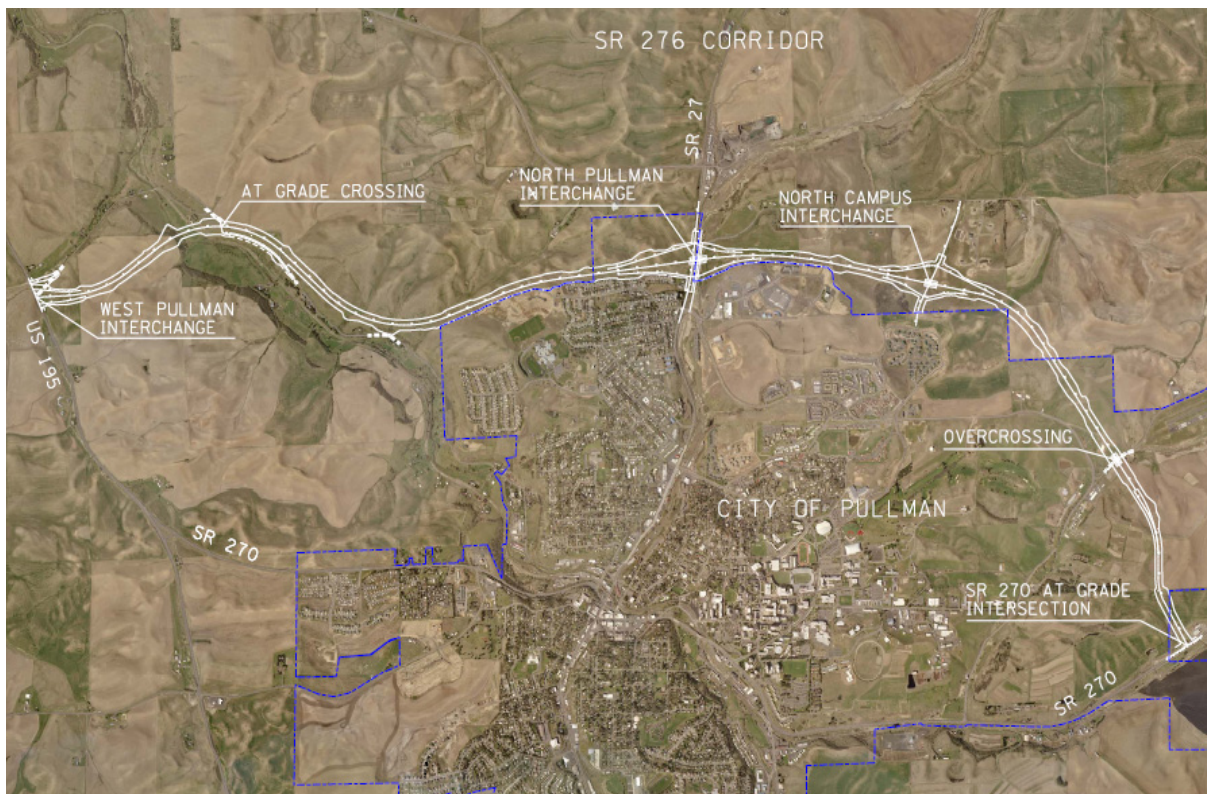 SR 276 CORRIDOR
SR 27
NORTH PULLMAN
INTERCHANGE
AT GRADE CROSSING
NORTH CAMPUS
INTERCHANGE
WEST PULLMAN
INTERCHANGE
US 195
OVERCROSSING
CITY OF PULLMAN
SR 270
SR 270 AT GRADE
INTERSECTION
SR 270